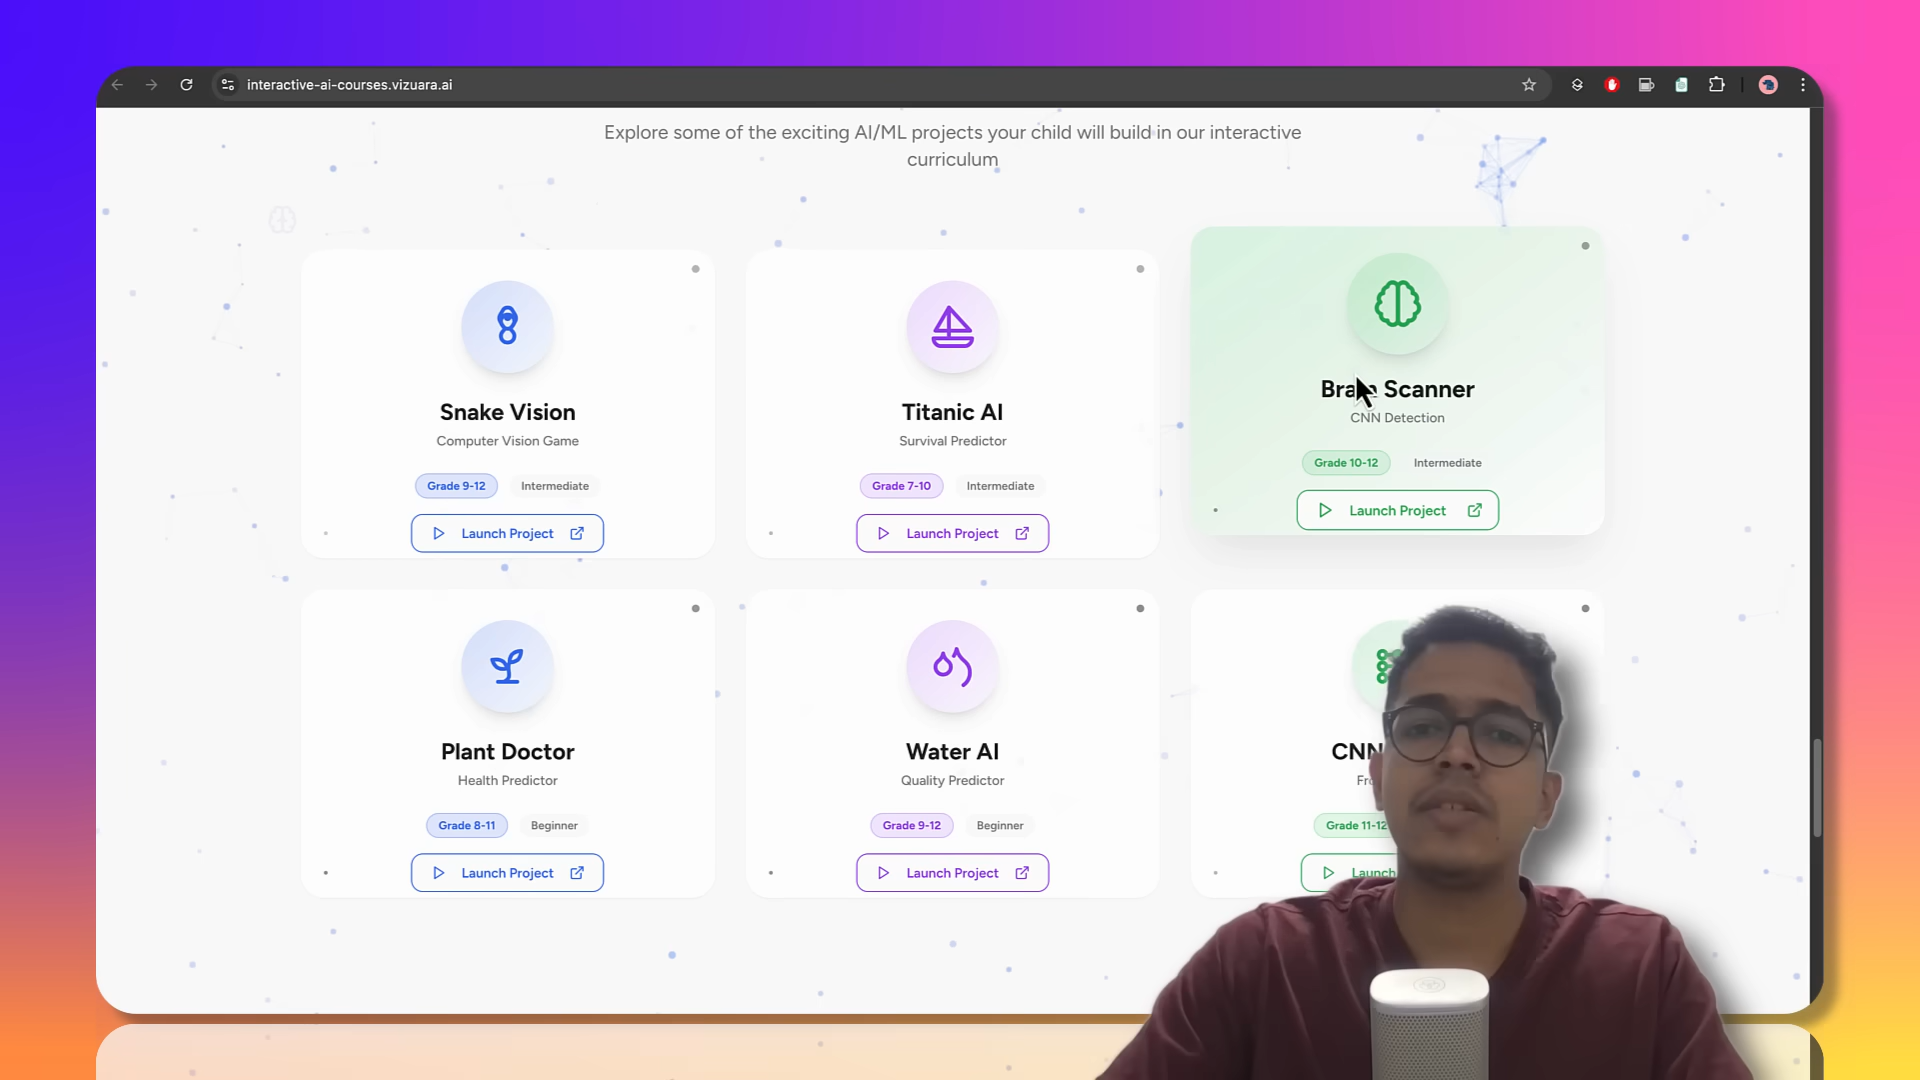 interactive-ai-courses.vizuara.ai
Explore some of the exciting AI/ML projects your child will build in our interactive
curriculum
Snake Vision
Computer Vision Game
Grade 9-12 Intermediate
Launch Project
Titanic AI
Survival Predictor
Grade 7-10 Intermediate
Launch Project
Brain Scanner
CNN Detection
Grade 10-12 Intermediate
Launch Project
Plant Doctor
Health Predictor
Grade 8-11 Beginner
Launch Project
Water AI
Quality Predictor
Grade 9-12 Beginner
Launch Project
CNN
Grade 11-12
Launch